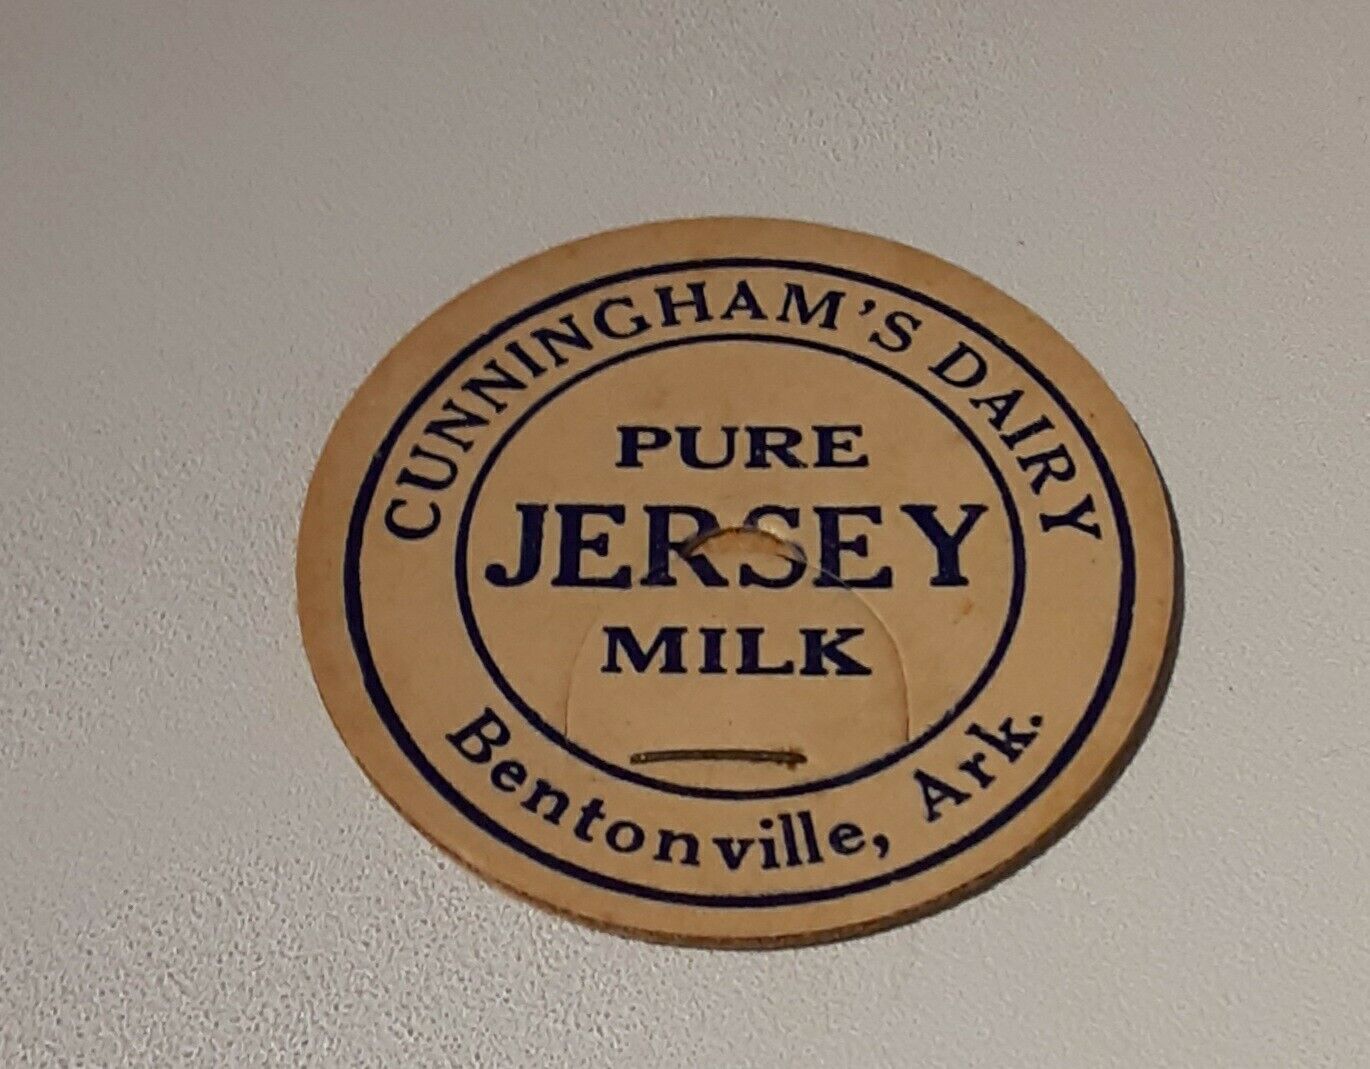 CUNNINGHAM'S DAIRY
PURE
JERSEY
MILK
Bentonville, Ark.